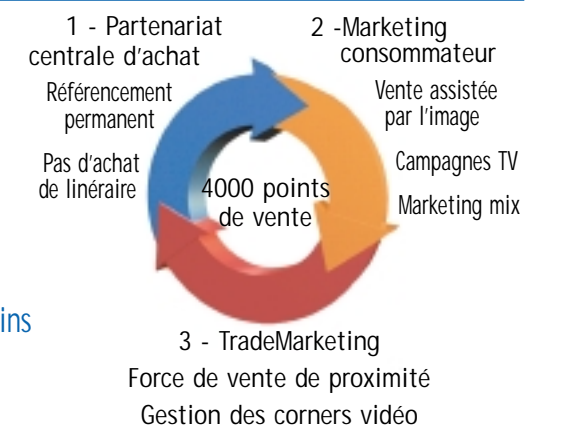 1 - Partenariat
centrale d'achat
Référencement
permanent
Pas d'achat
de linéraire
2 -Marketing
consommateur
Vente assistée
par l'image
Campagnes TV
Marketing mix
4000 points
de vente
ins
3 - TradeMarketing
Force de vente de proximité
Gestion des corners vidéo